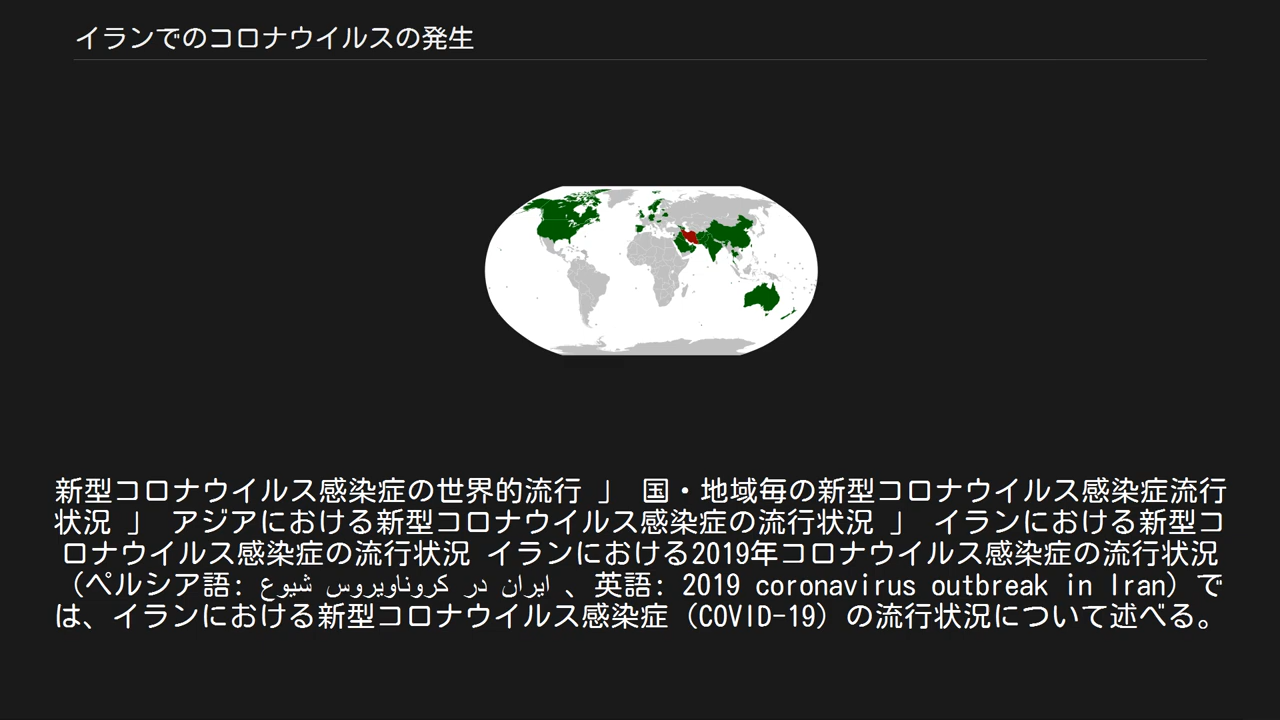 イランでのコロナウイルスの発生
新型コロナウイルス感染症の世界的流行 」 国・地域毎の新型コロナウイルス感染症流行
状況 」 アジアにおける新型コロナウイルス感染症の流行状況 」 イランにおける新型コ
ロナウイルス感染症の流行状況 イランにおける2019年コロナウイルス感染症の流行状況
（ペルシア語: شیوع کروناویروس در ایران 、英語: 2019 coronavirus outbreak in Iran）で
は、イランにおける新型コロナウイルス感染症（COVID-19）の流行状況について述べる。